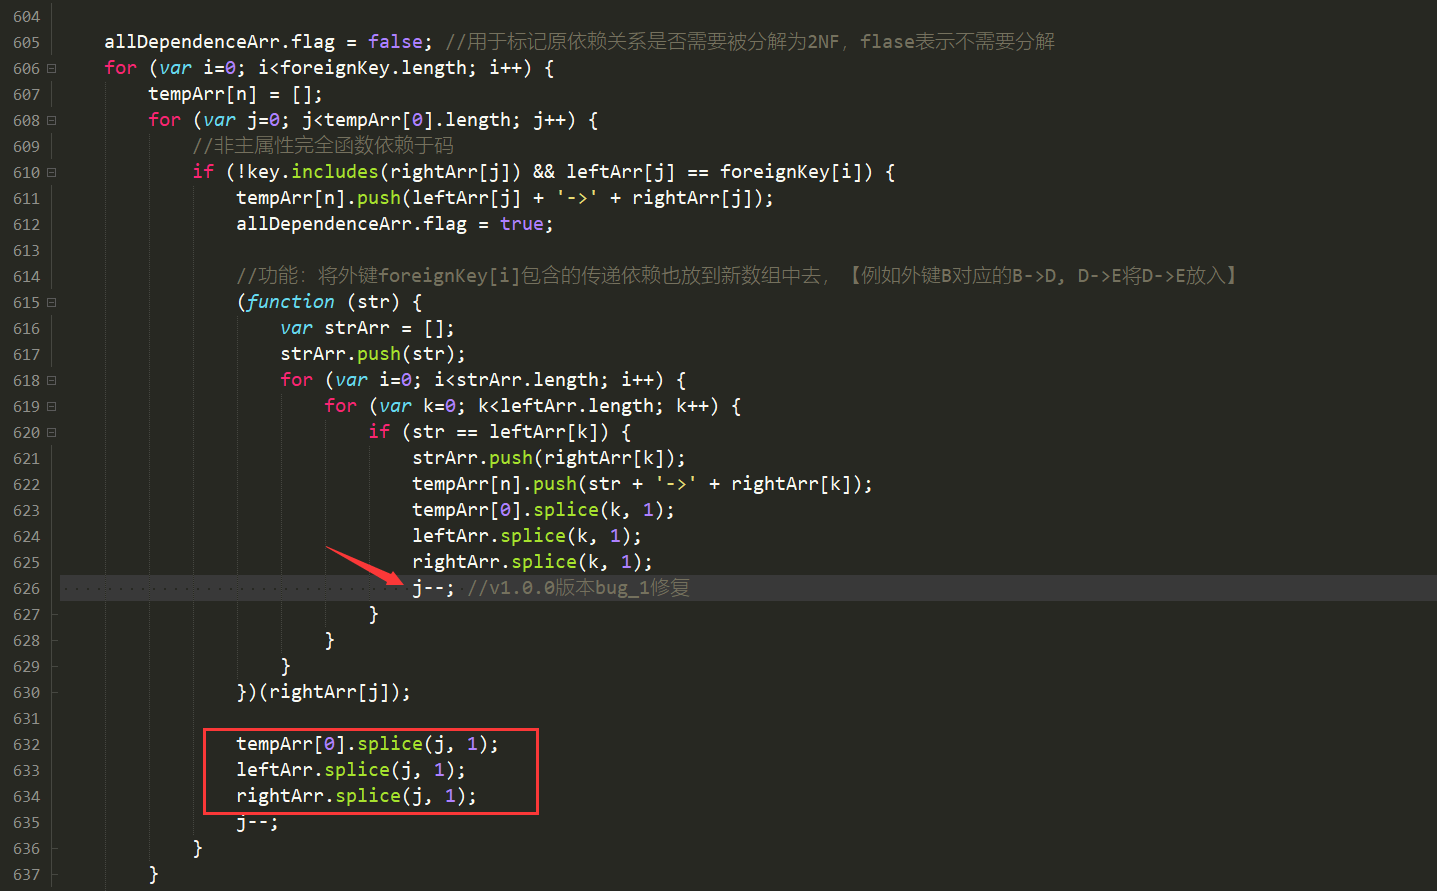 604
605 allDependenceArr.flag = false; //用于标记原依赖关系是否需要被分解为2NF，flase表示不需要分解
606 for (var i=0; i<foreignKey.length; i++) {
607 tempArr[n] = [];
608 for (var j=0; j<tempArr[0].length; j++) {
609 //非主属性完全函数依赖于码
610 if (!key.includes(rightArr[j]) && leftArr[j] == foreignKey[i]) {
611 tempArr[n].push(leftArr[j] + '->' + rightArr[j]);
612 allDependenceArr.flag = true;
613
614 //功能：将外键foreignKey[i]包含的传递依赖也放到新数组中去，【例如外键B对应的B->D, D->E将D->E放入】
615 (function (str) {
616 var strArr = [];
617 strArr.push(str);
618 for (var i=0; i<strArr.length; i++) {
619 for (var k=0; k<leftArr.length; k++) {
620 if (str == leftArr[k]) {
621 strArr.push(rightArr[k]);
622 tempArr[n].push(str + '->' + rightArr[k]);
623 tempArr[0].splice(k, 1);
624 leftArr.splice(k, 1);
625 rightArr.splice(k, 1);
626 j--; //v1.0.0版本bug_1修复
627 }
628 }
629 }
630 })(rightArr[j]);
631
632 tempArr[0].splice(j, 1);
633 leftArr.splice(j, 1);
634 rightArr.splice(j, 1);
635 j--;
636 }
637 }